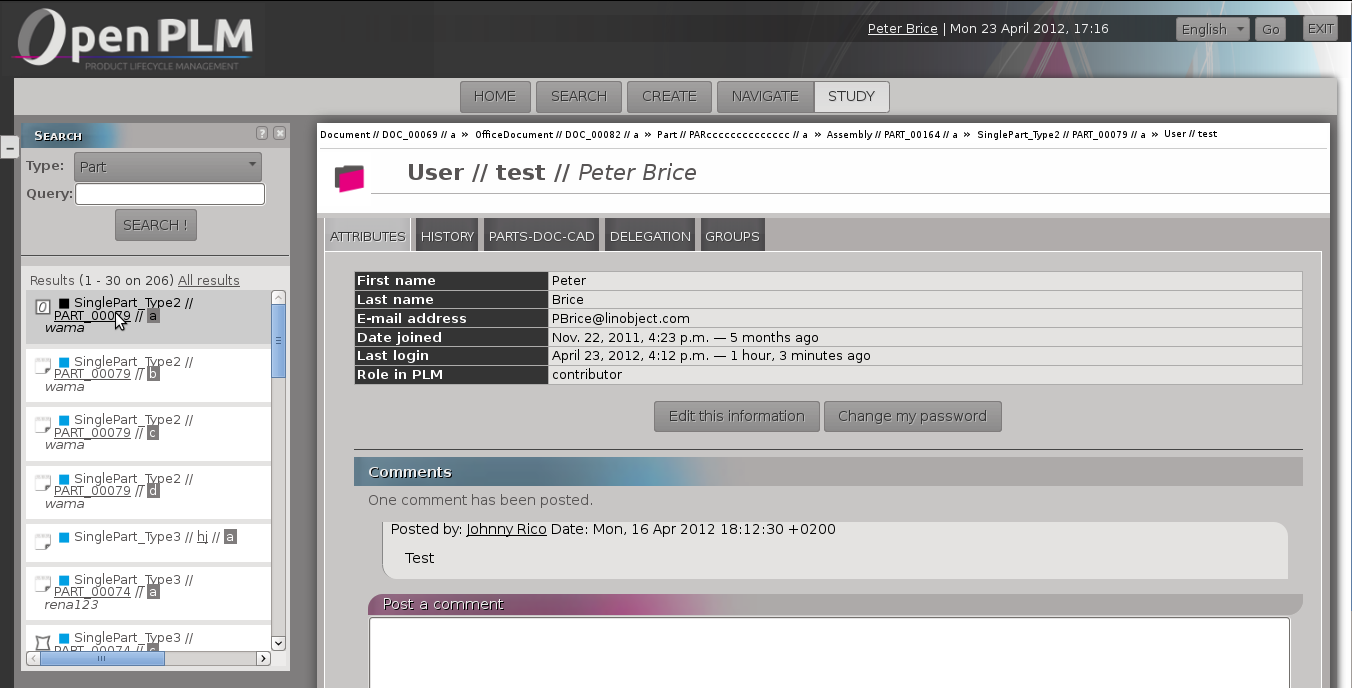 Open PLM
PRODUCT LIFECYCLE MANAGEMENT
Peter Brice | Mon 23 April 2012, 17:16
English
Go
EXIT
HOME
SEARCH
CREATE
NAVIGATE
STUDY
SEARCH
?
Type:
Part
Query:
SEARCH !
Results (1 - 30 on 206) All results
SinglePart_Type2 //
PART_00079 // a
wama
SinglePart_Type2 //
PART_00079 // b
wama
SinglePart_Type2 //
PART_00079 // c
wama
SinglePart_Type2 //
PART_00079 // d
wama
SinglePart_Type3 // hj // a
SinglePart_Type3 //
PART_00074 // a
rena123
SinglePart_Type3 //
PART_00074 // c
Document // DOC_00069 // a » OfficeDocument // DOC_00082 // a » Part // PARcccccccccccccc // a » Assembly // PART_00164 // a » SinglePart_Type2 // PART_00079 // a » User // test
User // test // Peter Brice
ATTRIBUTES
HISTORY
PARTS-DOC-CAD
DELEGATION
GROUPS
First name Peter
Last name Brice
E-mail address PBrice@linobject.com
Date joined Nov. 22, 2011, 4:23 p.m. — 5 months ago
Last login April 23, 2012, 4:12 p.m. — 1 hour, 3 minutes ago
Role in PLM contributor
Edit this information
Change my password
Comments
One comment has been posted.
Posted by: Johnny Rico Date: Mon, 16 Apr 2012 18:12:30 +0200
Test
Post a comment